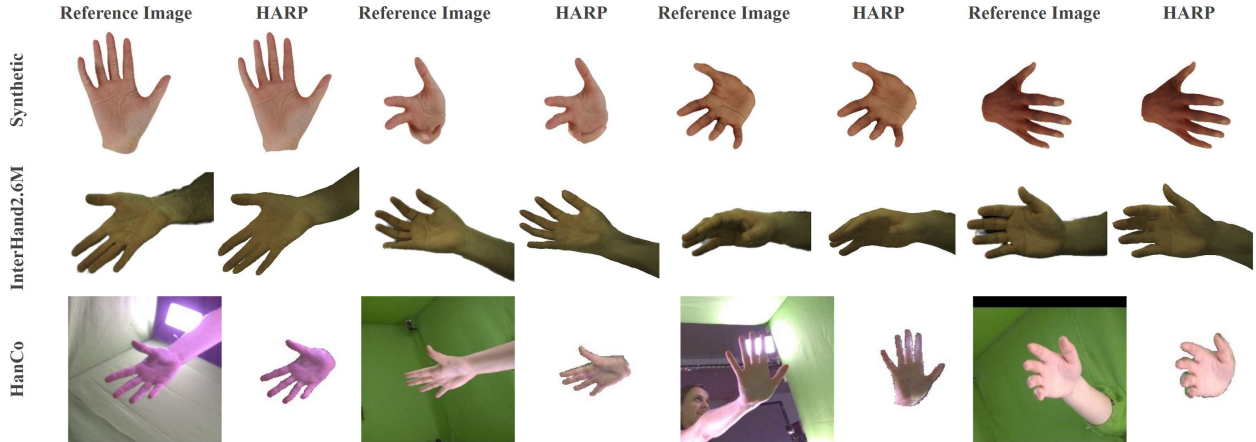 Reference Image HARP Reference Image HARP Reference Image HARP Reference Image HARP
Synthetic
InterHand2.6M
HanCo